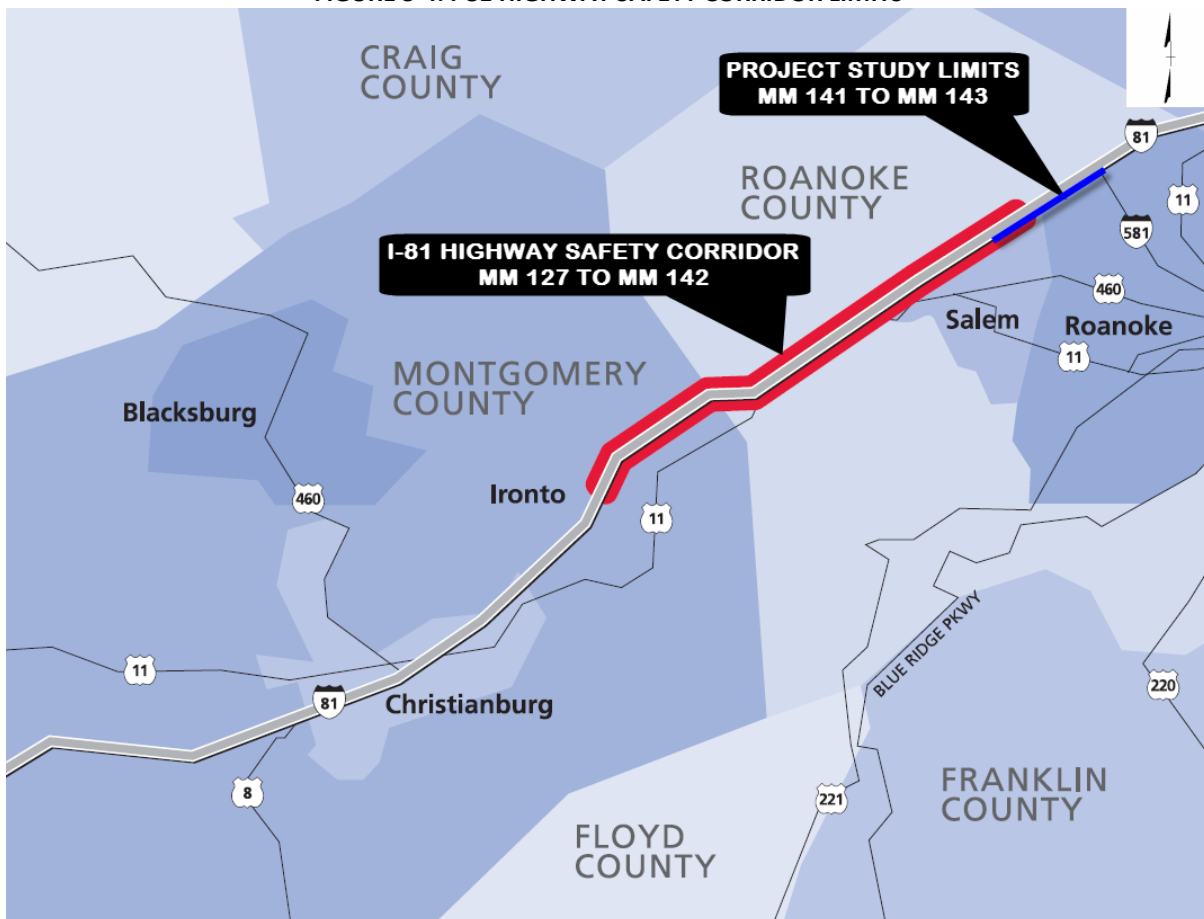 CRAIG
COUNTY
PROJECT STUDY LIMITS
MM 141 TO MM 143
81
ROANOKE
COUNTY
11
581
I-81 HIGHWAY SAFETY CORRIDOR
MM 127 TO MM 142
460
Salem
Roanoke
11
MONTGOMERY
COUNTY
Blacksburg
460
Ironto
11
BLUE RIDGE PKWY
11
81
Christianburg
220
8
221
FRANKLIN
COUNTY
FLOYD
COUNTY